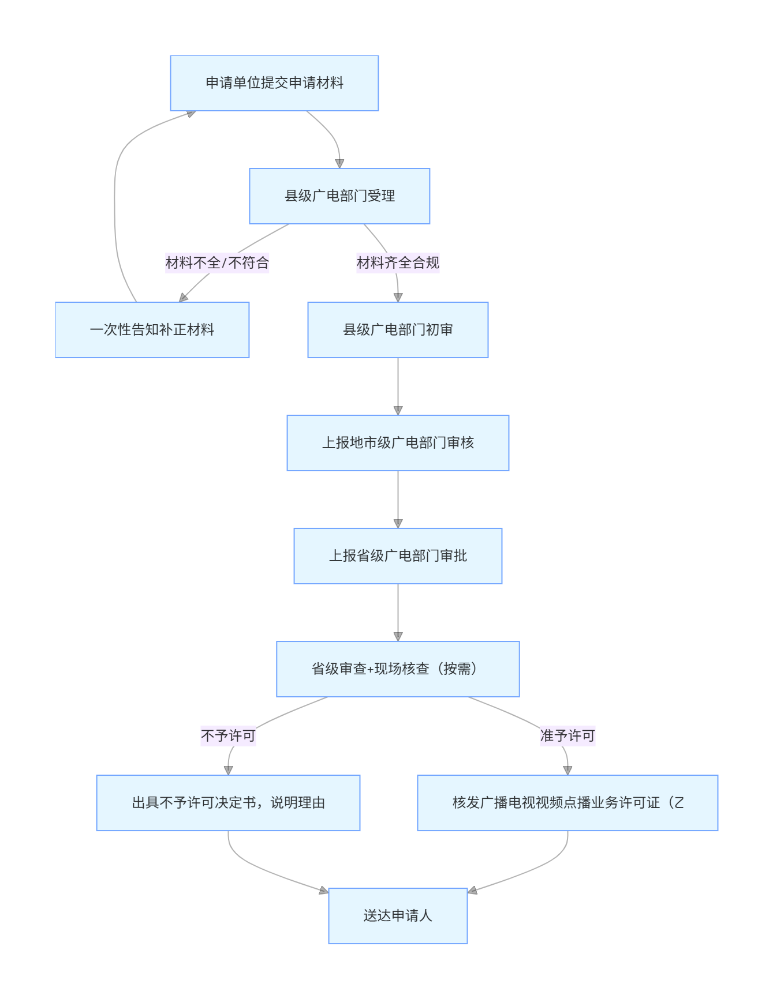 申请单位提交申请材料
县级广电部门受理
材料不全/不符合
材料齐全合规
一次性告知补正材料
县级广电部门初审
上报地市级广电部门审核
上报省级广电部门审批
省级审查+现场核查（按需）
不予许可
准予许可
出具不予许可决定书，说明理由
核发广播电视视频点播业务许可证（乙
送达申请人